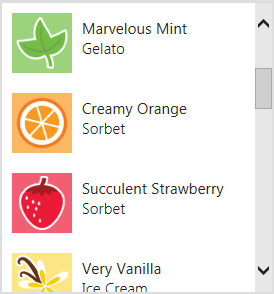 Marvelous Mint
Gelato
Creamy Orange
Sorbet
Succulent Strawberry
Sorbet
Very Vanilla
Ice Cream